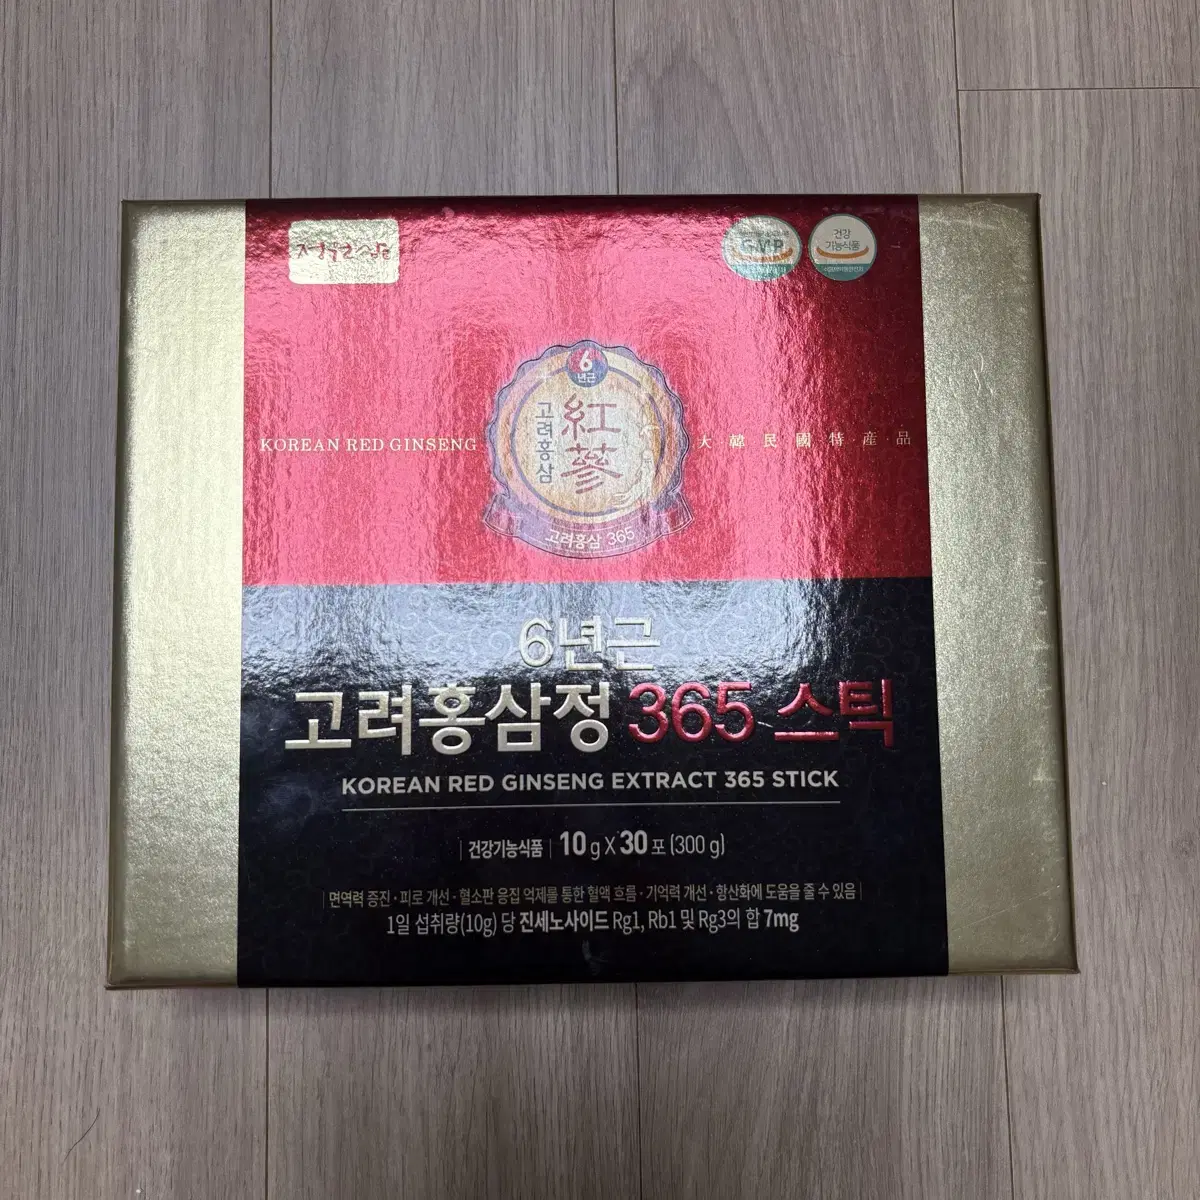 정원삼
GMP
건강
기능식품
6
년근
고려홍삼
紅蔘
고려홍삼 365
KOREAN RED GINSENG
大韓民國特產品
6년근
고려홍삼정 365 스틱
KOREAN RED GINSENG EXTRACT 365 STICK
| 건강기능식품 | 10 g X 30 포 (300 g)
| 면역력 증진 · 피로 개선 · 혈소판 응집 억제를 통한 혈액 흐름 · 기억력 개선 · 항산화에 도움을 줄 수 있음 |
1일 섭취량(10g) 당 진세노사이드 Rg1, Rb1 및 Rg3의 합 7mg